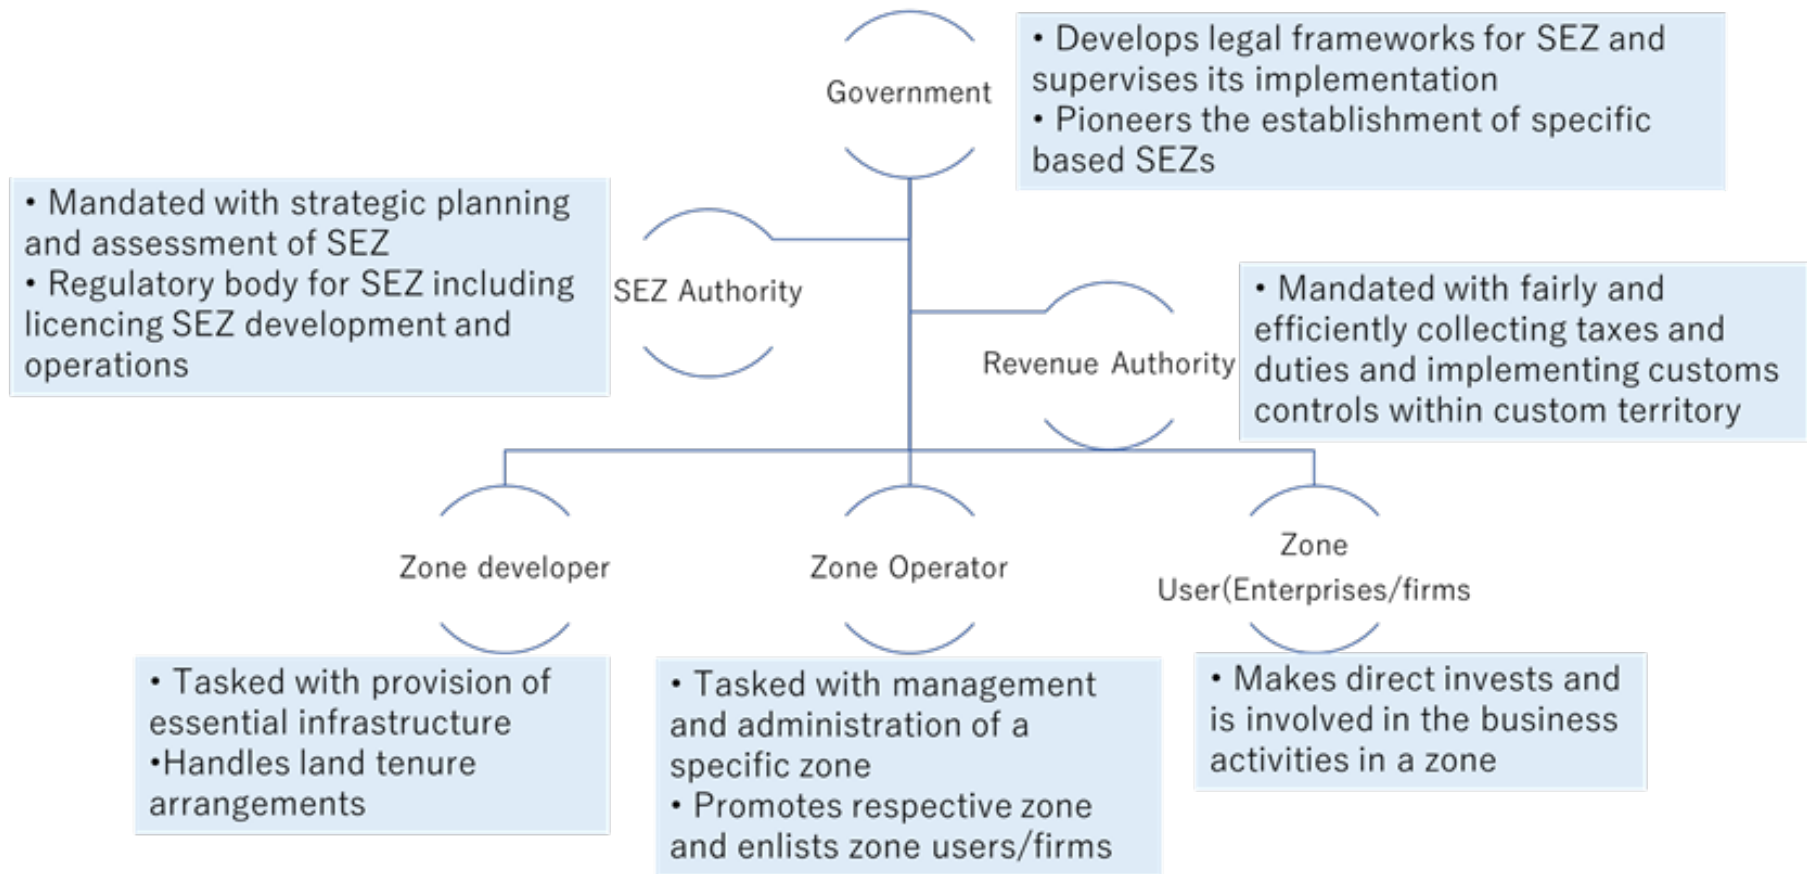 Government
• Develops legal frameworks for SEZ and
supervises its implementation
• Pioneers the establishment of specific
based SEZs
• Mandated with strategic planning
and assessment of SEZ
• Regulatory body for SEZ including
licencing SEZ development and
operations
SEZ Authority
Revenue Authority
• Mandated with fairly and
efficiently collecting taxes and
duties and implementing customs
controls within custom territory
Zone developer
• Tasked with provision of
essential infrastructure
•Handles land tenure
arrangements
Zone Operator
• Tasked with management
and administration of a
specific zone
• Promotes respective zone
and enlists zone users/firms
Zone
User(Enterprises/firms
• Makes direct invests and
is involved in the business
activities in a zone